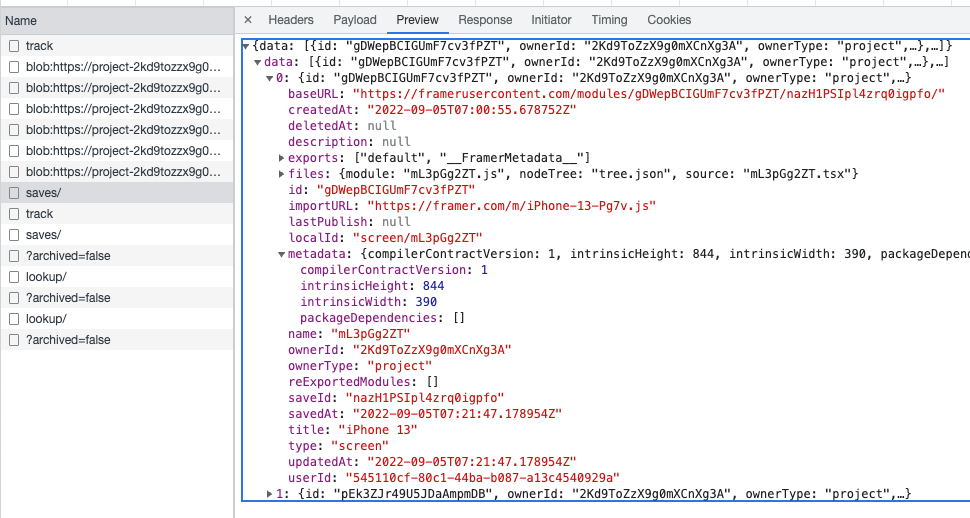 Name
track
blob:https://project-2kd9tozzx9g0…
blob:https://project-2kd9tozzx9g0…
blob:https://project-2kd9tozzx9g0…
blob:https://project-2kd9tozzx9g0…
blob:https://project-2kd9tozzx9g0…
blob:https://project-2kd9tozzx9g0…
saves/
track
saves/
?archived=false
lookup/
?archived=false
lookup/
?archived=false
× Headers Payload Preview Response Initiator Timing Cookies
{data: [{id: "gDWepBCIGUmF7cv3fPZT", ownerId: "2Kd9ToZzX9g0mXCnXg3A", ownerType: "project",…},…]}
data: [{id: "gDWepBCIGUmF7cv3fPZT", ownerId: "2Kd9ToZzX9g0mXCnXg3A", ownerType: "project",…},…]
0: {id: "gDWepBCIGUmF7cv3fPZT", ownerId: "2Kd9ToZzX9g0mXCnXg3A", ownerType: "project",…}
baseURL: "https://framerusercontent.com/modules/gDWepBCIGUmF7cv3fPZT/nazH1PSIpl4zrq0igpfo/"
createdAt: "2022-09-05T07:00:55.678752Z"
deletedAt: null
description: null
exports: ["default", "__FramerMetadata__"]
files: {module: "mL3pGg2ZT.js", nodeTree: "tree.json", source: "mL3pGg2ZT.tsx"}
id: "gDWepBCIGUmF7cv3fPZT"
importURL: "https://framer.com/m/iPhone-13-Pg7v.js"
lastPublish: null
localId: "screen/mL3pGg2ZT"
metadata: {compilerContractVersion: 1, intrinsicHeight: 844, intrinsicWidth: 390, packageDepen
compilerContractVersion: 1
intrinsicHeight: 844
intrinsicWidth: 390
packageDependencies: []
name: "mL3pGg2ZT"
ownerId: "2Kd9ToZzX9g0mXCnXg3A"
ownerType: "project"
reExportedModules: []
saveId: "nazH1PSIpl4zrq0igpfo"
savedAt: "2022-09-05T07:21:47.178954Z"
title: "iPhone 13"
type: "screen"
updatedAt: "2022-09-05T07:21:47.178954Z"
userId: "545110cf-80c1-44ba-b087-a13c4540929a"
1: {id: "pEk3ZJr49U5JDaAmpmDB", ownerId: "2Kd9ToZzX9g0mXCnXg3A", ownerType: "project",…}